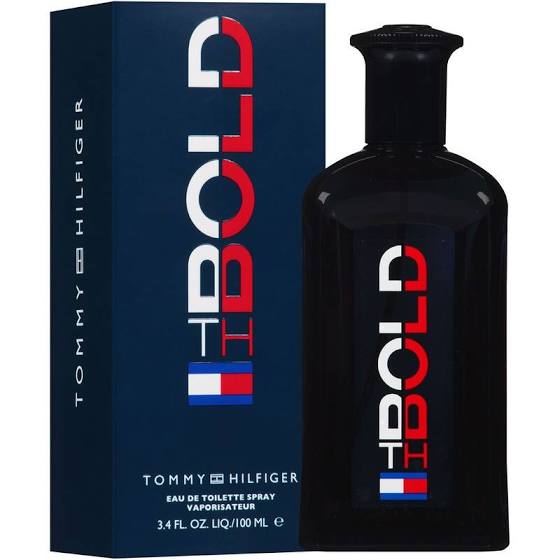 TOMMY HILFIGER
TH BOLD
TOMMY HILFIGER
EAU DE TOILETTE SPRAY
VAPORISATEUR
3.4 FL. OZ. LIQ./100 ML ℮
TH BOLD